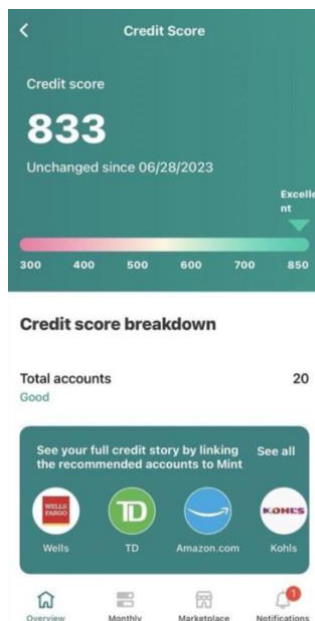 Credit Score
Credit score
833
Unchanged since 06/28/2023
Excelle
nt
300 400 500 600 700 850
Credit score breakdown
Total accounts 20
Good
See your full credit story by linking See all
the recommended accounts to Mint
WELLS
FARGO
TD
KOHL'S
Wells TD Amazon.com Kohls
1
Overview Monthly Marketplace Notifications